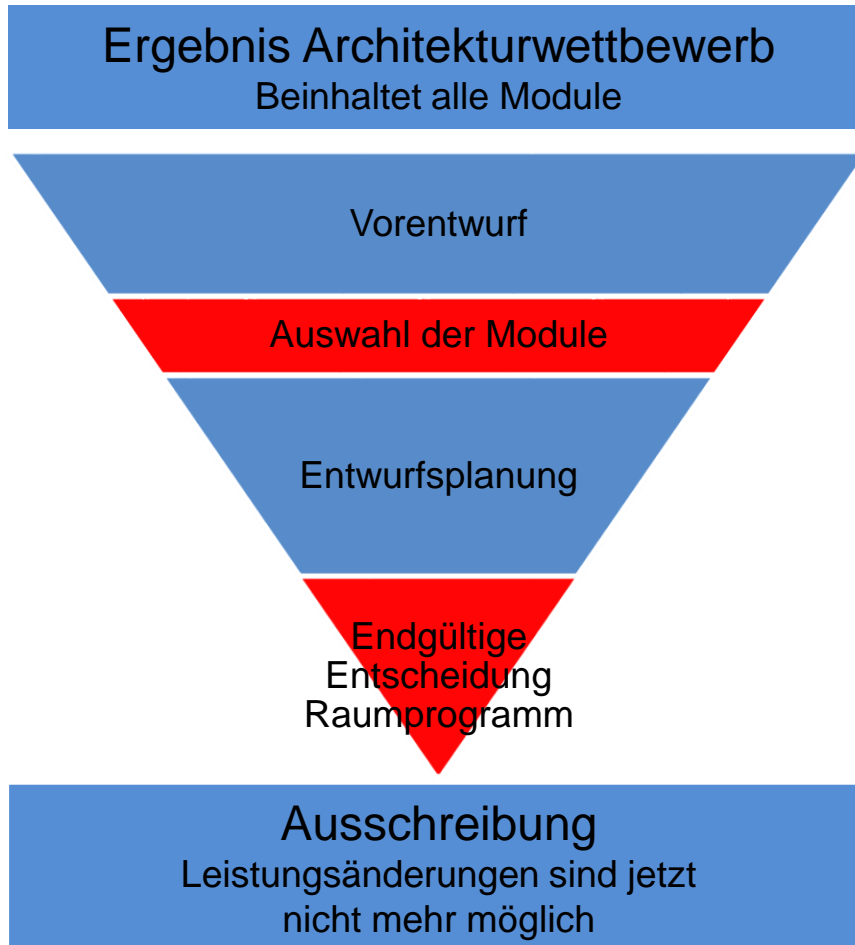 Ergebnis Architekturwettbewerb
Beinhaltet alle Module
Vorentwurf
Auswahl der Module
Entwurfsplanung
Endgültige
Entscheidung
Raumprogramm
Ausschreibung
Leistungsänderungen sind jetzt
nicht mehr möglich